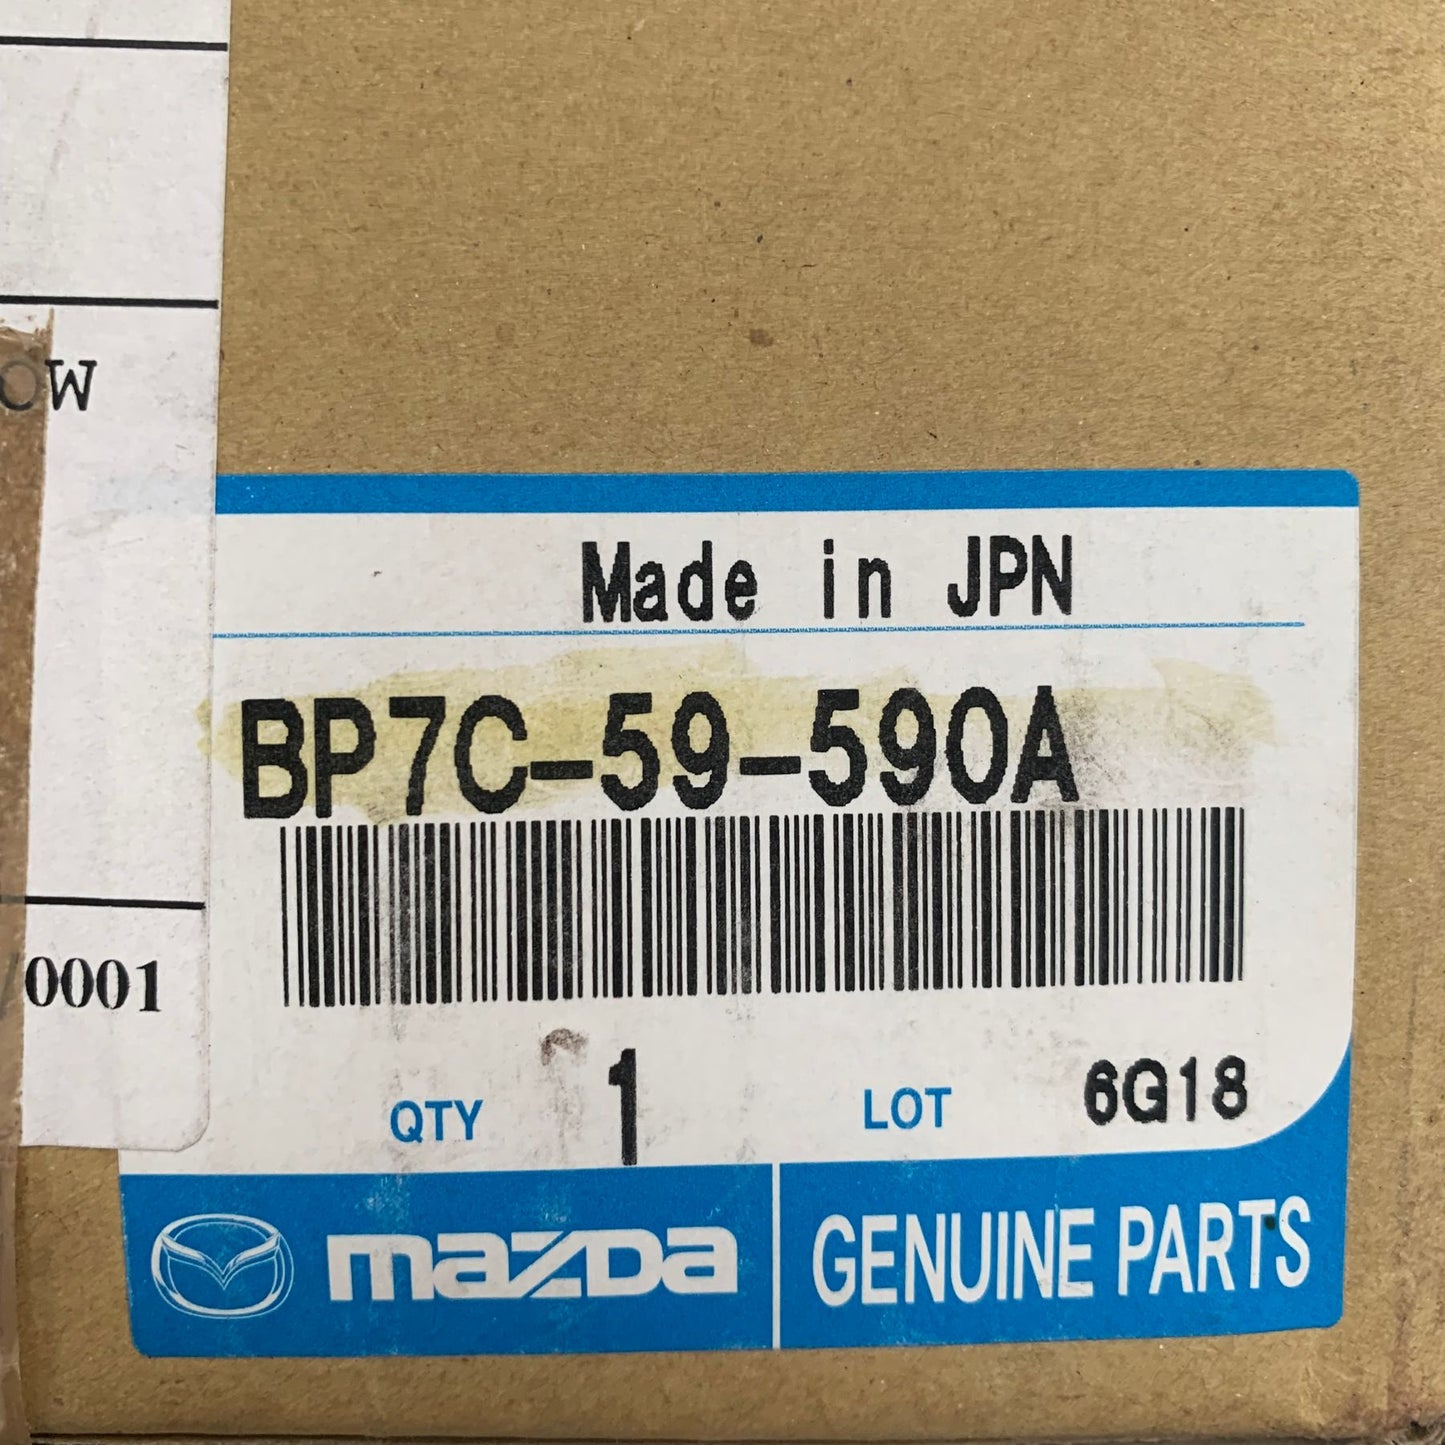 OW
0001
Made in JPN
BP7C-59-590A
QTY 1 LOT 6G18
mazda GENUINE PARTS